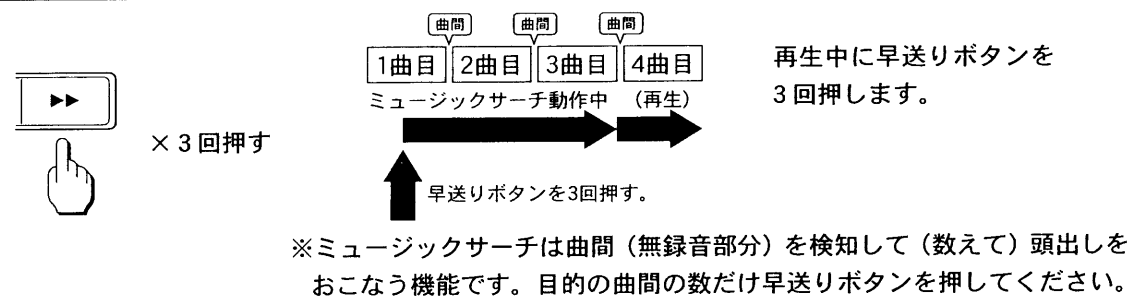 曲間 曲間 曲間
1曲目 2曲目 3曲目 4曲目
ミュージックサーチ動作中 (再生)
×3回押す
早送りボタンを3回押す。
再生中に早送りボタンを
3回押します。
※ミュージックサーチは曲間(無録音部分)を検知して(数えて)頭出しを
おこなう機能です。目的の曲間の数だけ早送りボタンを押してください。